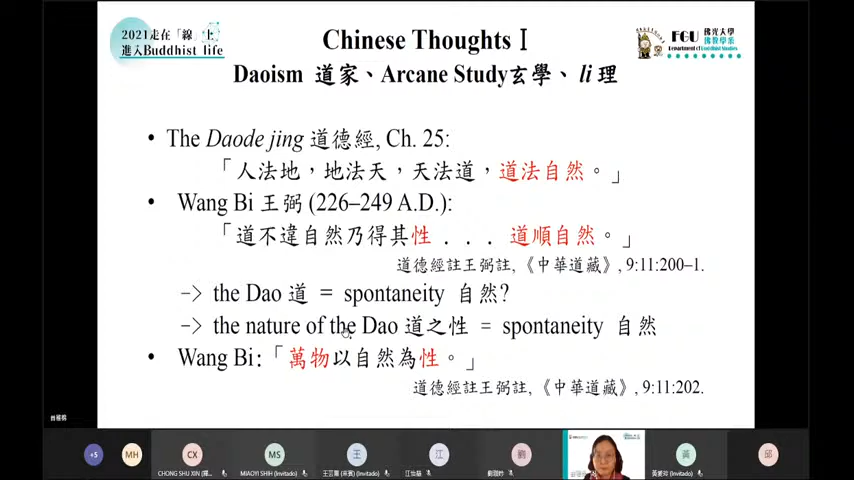 2021走在「線」上
進入Buddhist life
Chinese Thoughts I
Daoism 道家、Arcane Study玄學、li 理
FGU 佛光大學
佛教學系
Department of Buddhist Studies
• The Daode jing 道德經, Ch. 25:
「人法地，地法天，天法道，道法自然。」
• Wang Bi 王弼 (226–249 A.D.):
「道不違自然乃得其性 . . . 道順自然。」
道德經註王弼註, 《中華道藏》, 9:11:200–1.
–> the Dao 道 = spontaneity 自然?
–> the nature of the Dao 道之性 = spontaneity 自然
• Wang Bi:「萬物以自然為性。」
道德經註王弼註, 《中華道藏》, 9:11:202.
+5
MH
CX
MS
王
江
黃
邱
CHONG SHU XIN
MIAOYI SHIH (Invitado)
(Invitado)
(Invitado)